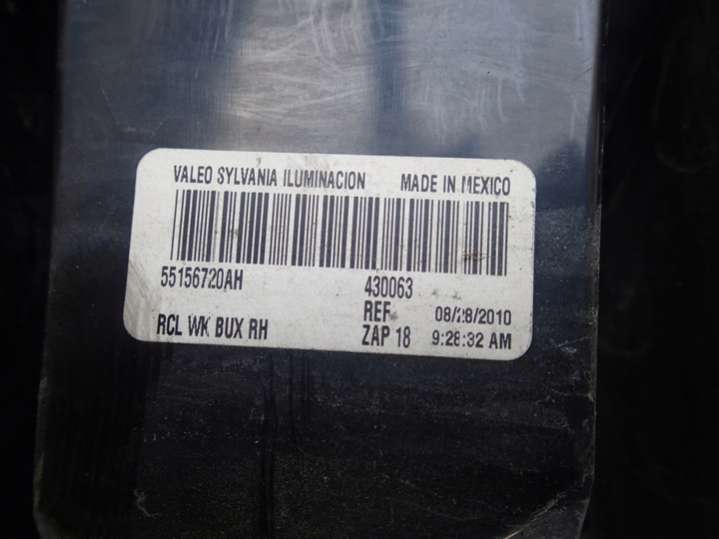 VALEO SYLVANIA ILUMINACION MADE IN MEXICO
55156720AH 430063
REF 08/28/2010
RCL WK BUX RH ZAP 18 9:28:32 AM